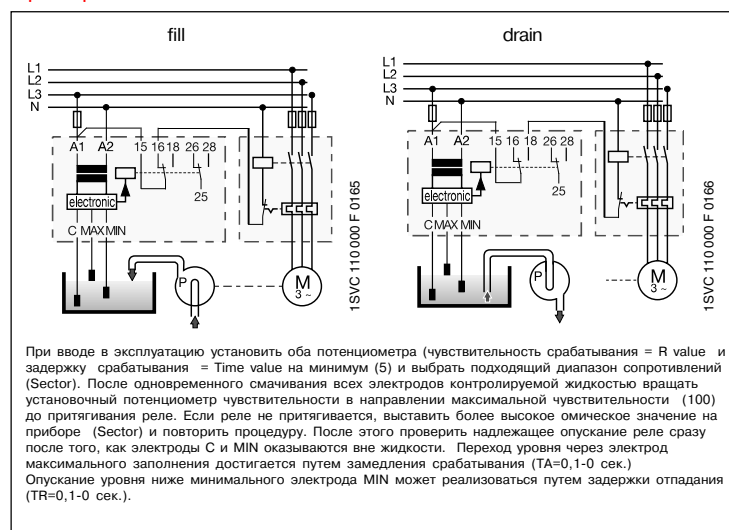 fill
drain
L1
L2
L3
N
A1 A2 15 16 18 26 28
25
electronic
C MAX MIN
P
M
3 ~
1SVC 110 000 F 0165
L1
L2
L3
N
A1 A2 15 16 18 26 28
25
electronic
C MAX MIN
P
M
3 ~
1SVC 110 000 F 0166
При вводе в эксплуатацию установить оба потенциометра (чувствительность срабатывания = R value и
задержку срабатывания = Time value на минимум (5) и выбрать подходящий диапазон сопротивлений
(Sector). После одновременного смачивания всех электродов контролируемой жидкостью вращать
установочный потенциометр чувствительности в направлении максимальной чувствительности (100)
до притягивания реле. Если реле не притягивается, выставить более высокое омическое значение на
приборе (Sector) и повторить процедуру. После этого проверить надлежащее опускание реле сразу
после того, как электроды C и MIN оказываются вне жидкости. Переход уровня через электрод
максимального заполнения достигается путем замедления срабатывания (TA=0,1-0 сек.)
Опускание уровня ниже минимального электрода MIN может реализоваться путем задержки отпадания
(TR=0,1-0 сек.).